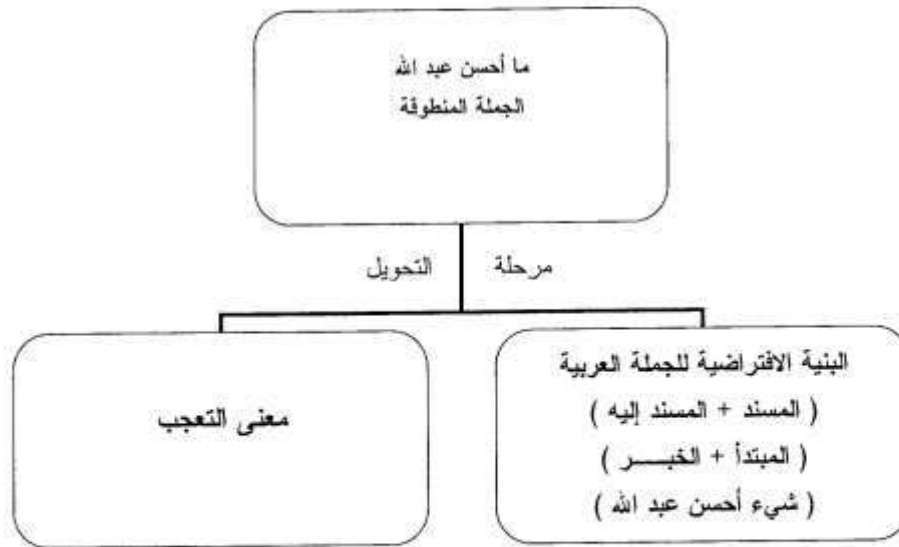 ما أحسن عبد الله
الجملة المنطوقة
مرحلة التحويل
البنية الافتراضية للجملة العربية
( المسند + المسند إليه )
( المبتدأ + الخبـــــر )
( شيء أحسن عبد الله )
معنى التعجب